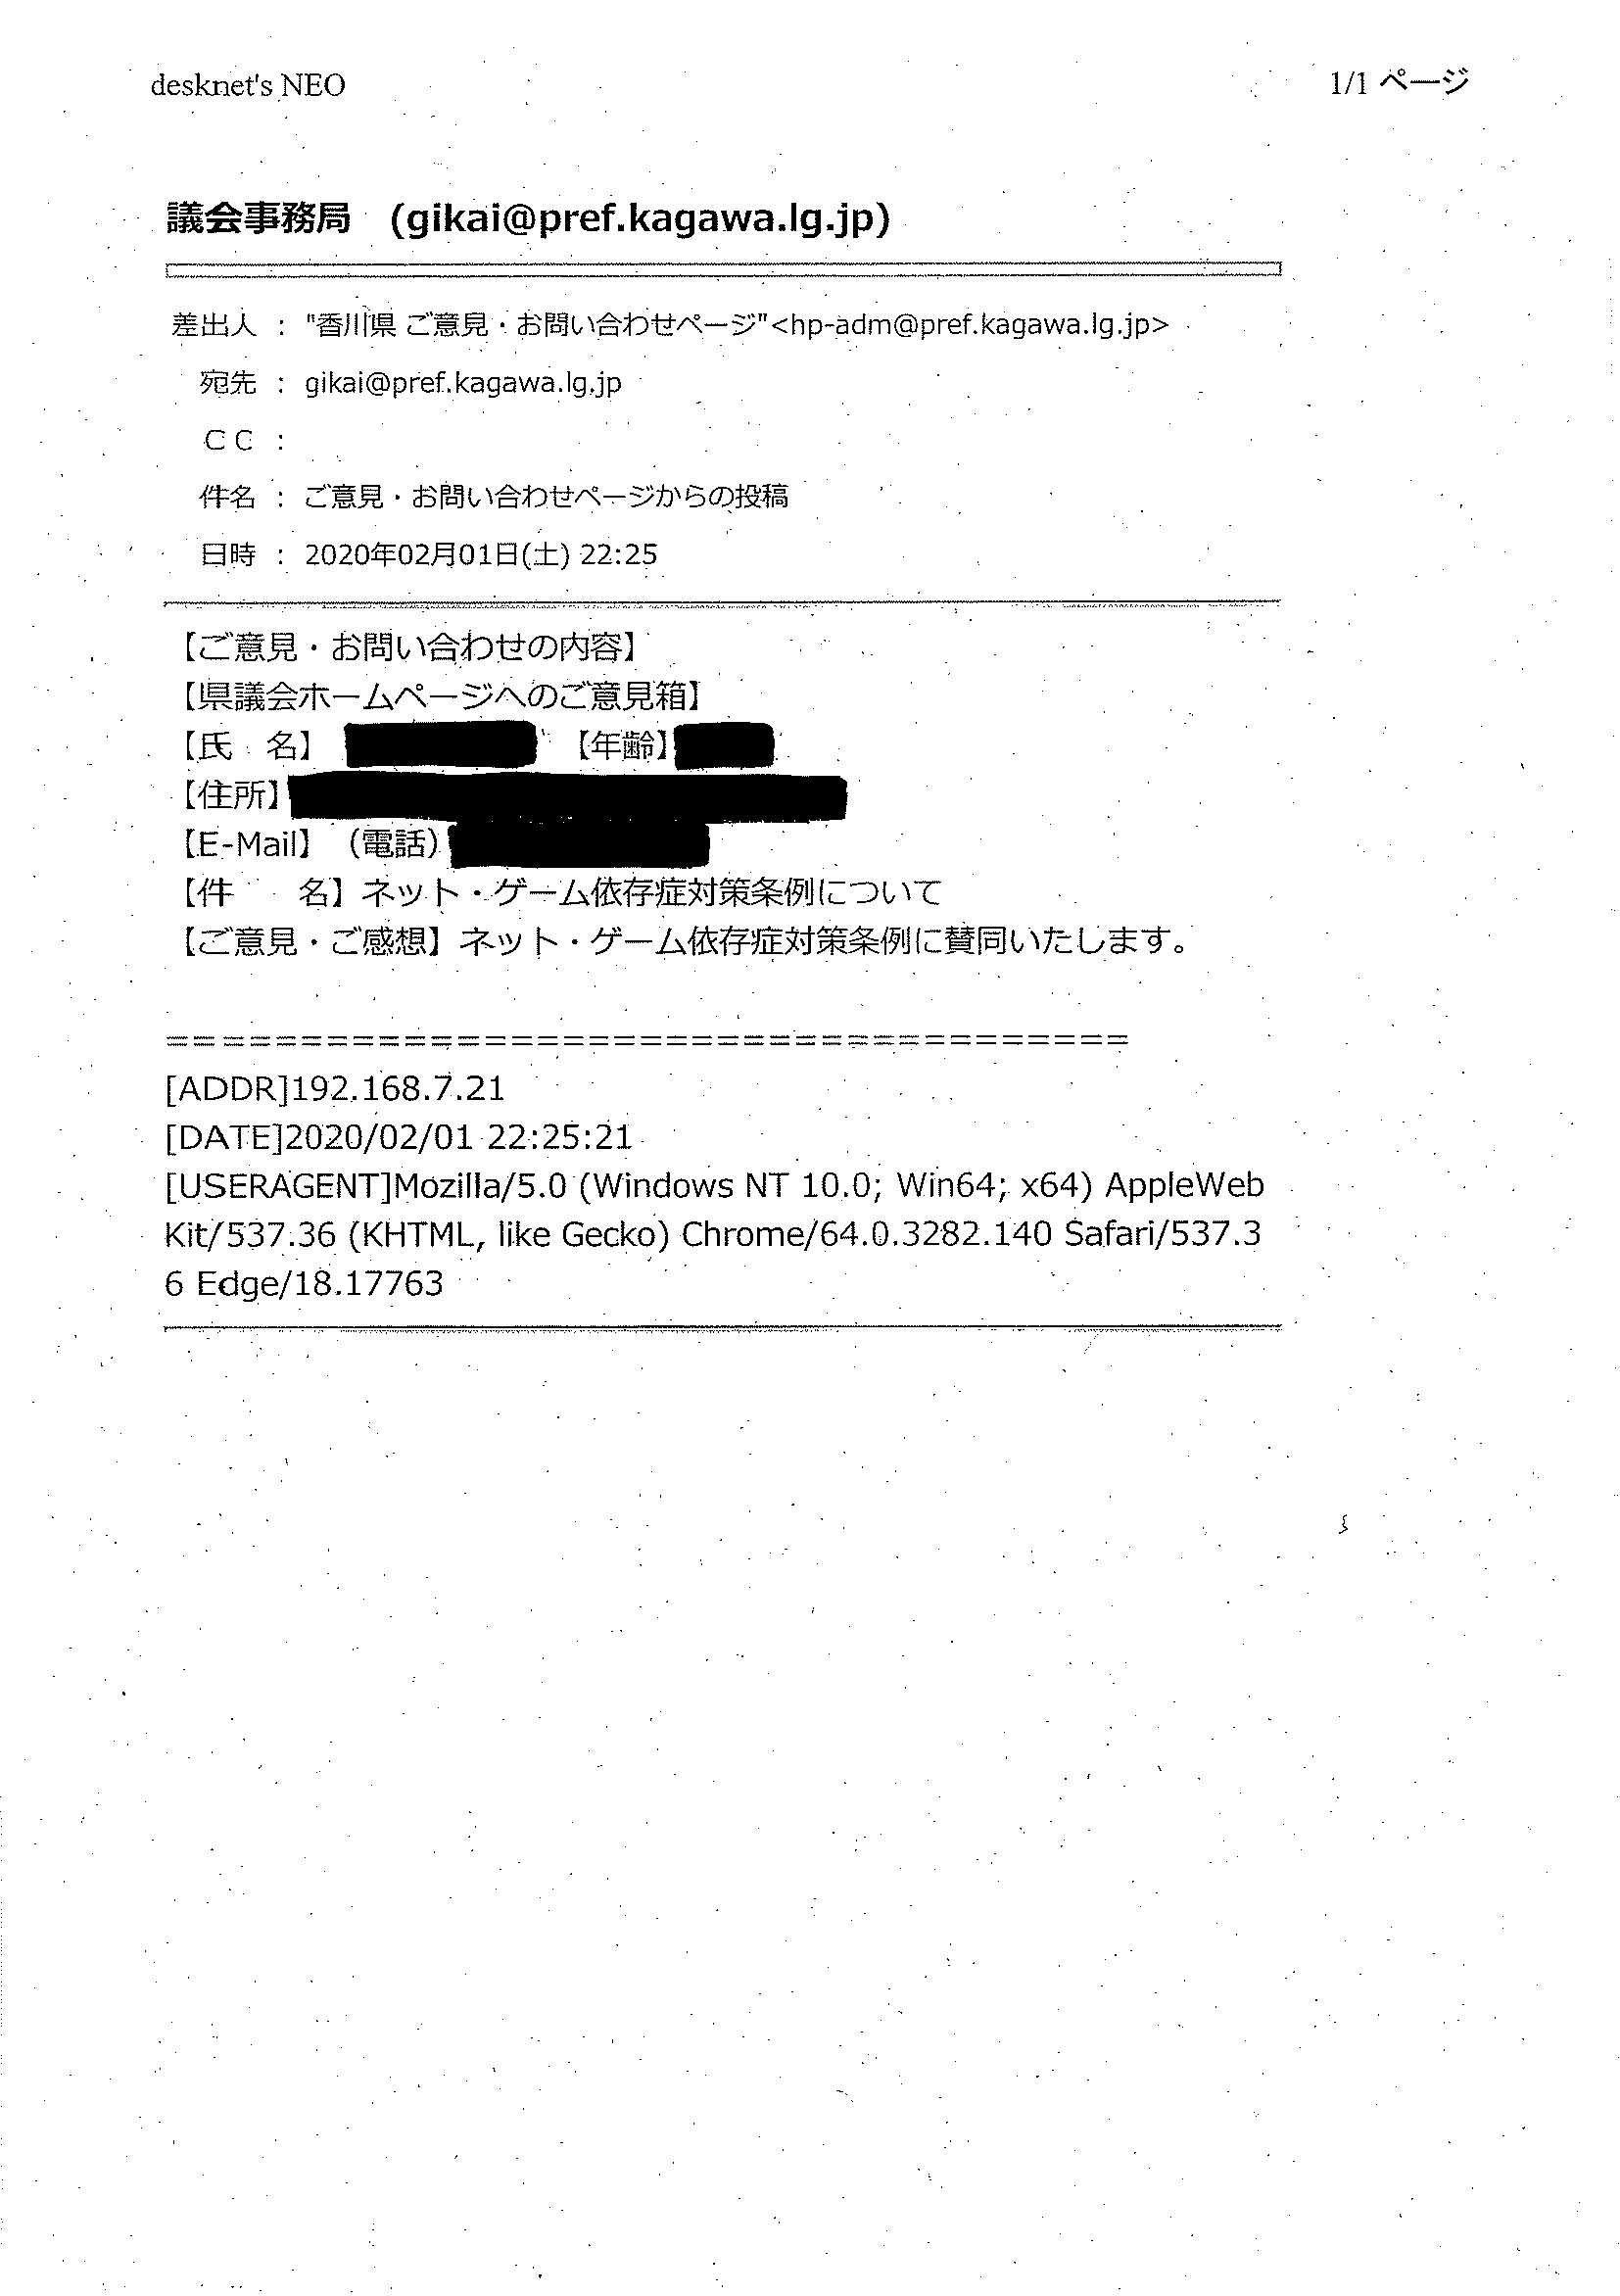 desknet's NEO
1/1 ページ
議会事務局 (gikai@pref.kagawa.lg.jp)
差出人 : "香川県 ご意見・お問い合わせページ"<hp-adm@pref.kagawa.lg.jp>
宛先 : gikai@pref.kagawa.lg.jp
ＣＣ :
件名 : ご意見・お問い合わせページからの投稿
日時 : 2020年02月01日(土) 22:25
【ご意見・お問い合わせの内容】
【県議会ホームページへのご意見箱】
【氏　名】　【年齢】
【住所】
【E-Mail】（電話）
【件　　名】ネット・ゲーム依存症対策条例について
【ご意見・ご感想】ネット・ゲーム依存症対策条例に賛同いたします。
=====================================
[ADDR]192.168.7.21
[DATE]2020/02/01 22:25:21
[USERAGENT]Mozilla/5.0 (Windows NT 10.0; Win64; x64) AppleWeb
Kit/537.36 (KHTML, like Gecko) Chrome/64.0.3282.140 Safari/537.3
6 Edge/18.17763